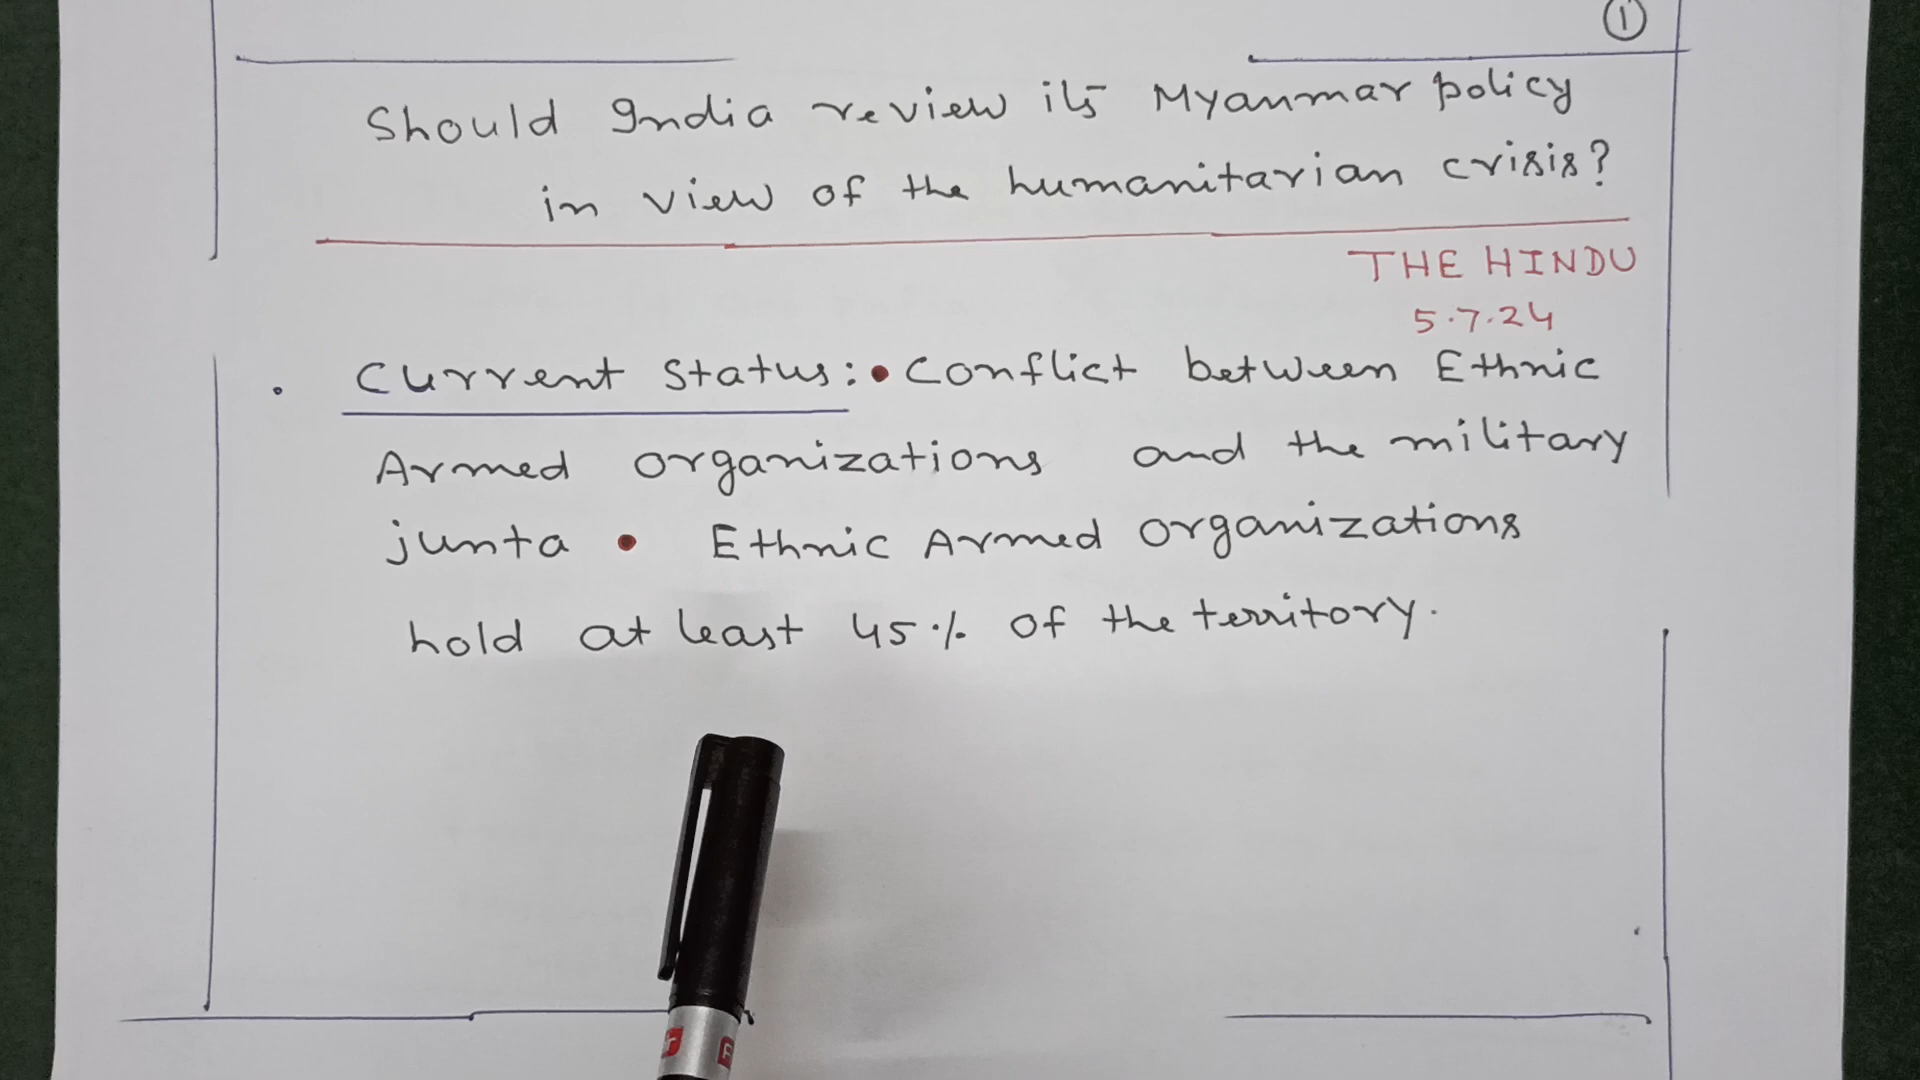 1
Should India review its Myanmar policy
in view of the humanitarian crisis?
THE HINDU
5.7.24
• Current Status: • Conflict between Ethnic
Armed organizations and the military
junta • Ethnic Armed Organizations
hold at least 45% of the territory.